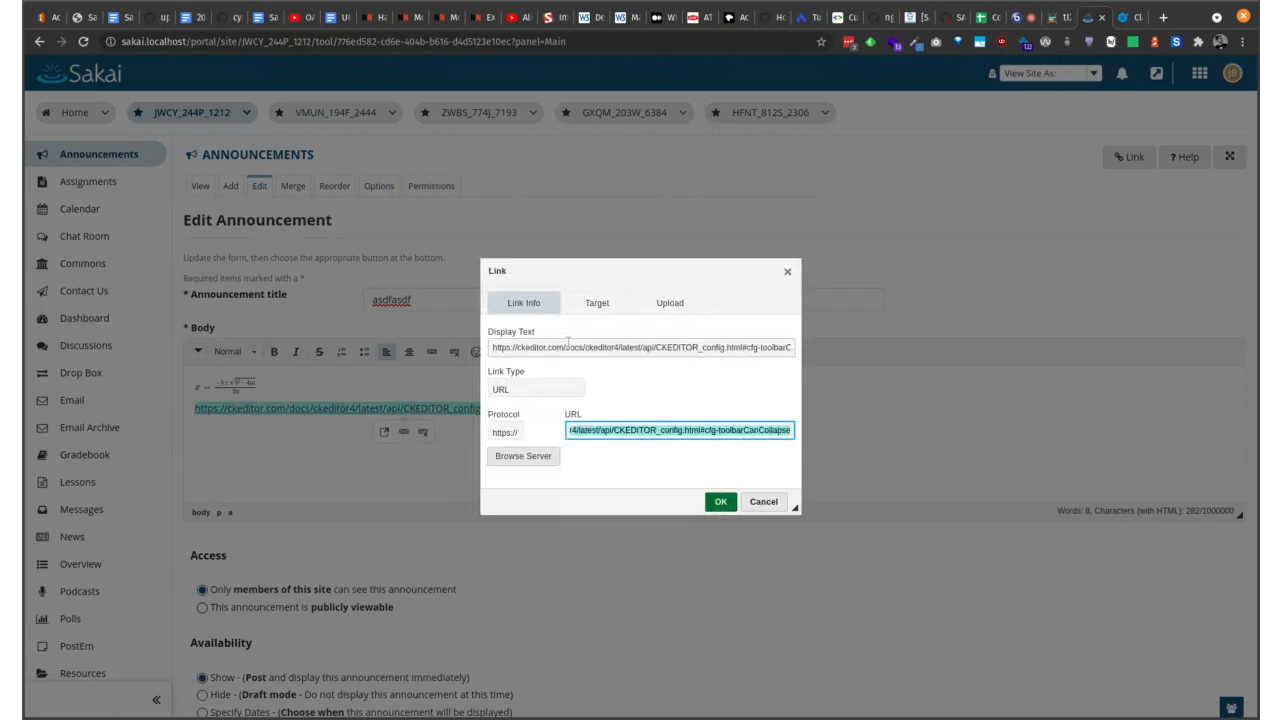 sakai.localhost/portal/site/JWCY_244P_1212/tool/776ed582-cd6e-404b-b616-d4d5123e10ec?panel=Main
Sakai
View Site As:
Home JWCY_244P_1212 VMUN_194F_2444 ZWBS_774J_7193 GXQM_203W_6384 HFNT_812S_2306
Announcements
Assignments
Calendar
Chat Room
Commons
Contact Us
Dashboard
Discussions
Drop Box
Email
Email Archive
Gradebook
Lessons
Messages
News
Overview
Podcasts
Polls
PostEm
Resources
ANNOUNCEMENTS
Link ? Help
View Add Edit Merge Reorder Options Permissions
Edit Announcement
Update the form, then choose the appropriate button at the bottom.
Required items marked with a *
* Announcement title asdfasdf
* Body
Normal B I S
x = -b±√b²-4ac
2a
https://ckeditor.com/docs/ckeditor4/latest/api/CKEDITOR_config
body p a
Words: 8, Characters (with HTML): 282/1000000
Link
Link Info Target Upload
Display Text
https://ckeditor.com/docs/ckeditor4/latest/api/CKEDITOR_config.html#cfg-toolbarC
Link Type
URL
Protocol URL
https:// r4/latest/api/CKEDITOR_config.html#cfg-toolbarCanCollapse
Browse Server
OK Cancel
Access
Only members of this site can see this announcement
This announcement is publicly viewable
Availability
Show - (Post and display this announcement immediately)
Hide - (Draft mode - Do not display this announcement at this time)
Specify Dates - (Choose when this announcement will be displayed)